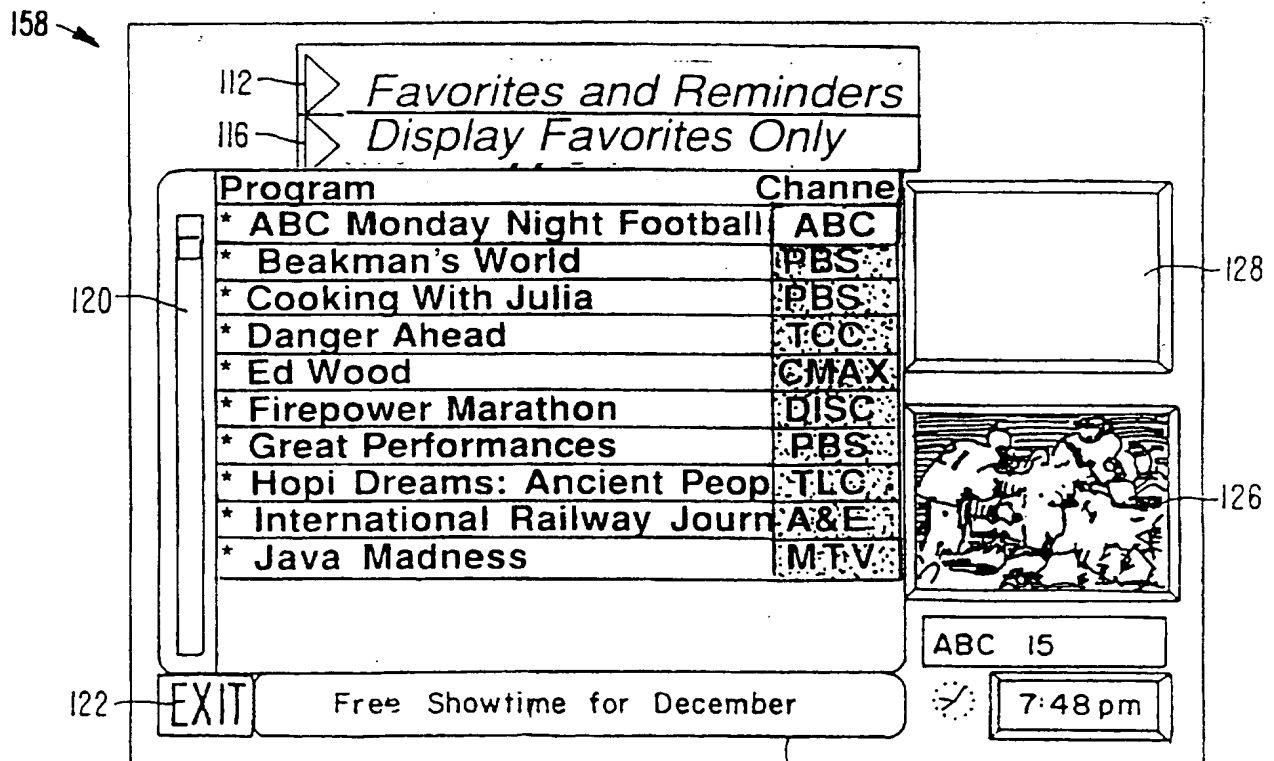 158
112
Favorites and Reminders
116
Display Favorites Only
Program Channel
* ABC Monday Night Football ABC
* Beakman's World PBS
* Cooking With Julia PBS
* Danger Ahead TCC
* Ed Wood CMAX
* Firepower Marathon DISC
* Great Performances PBS
* Hopi Dreams: Ancient Peop TLC
* International Railway Journ A&E
* Java Madness MTV
120
128
126
ABC 15
122
EXIT
Free Showtime for December
7:48 pm